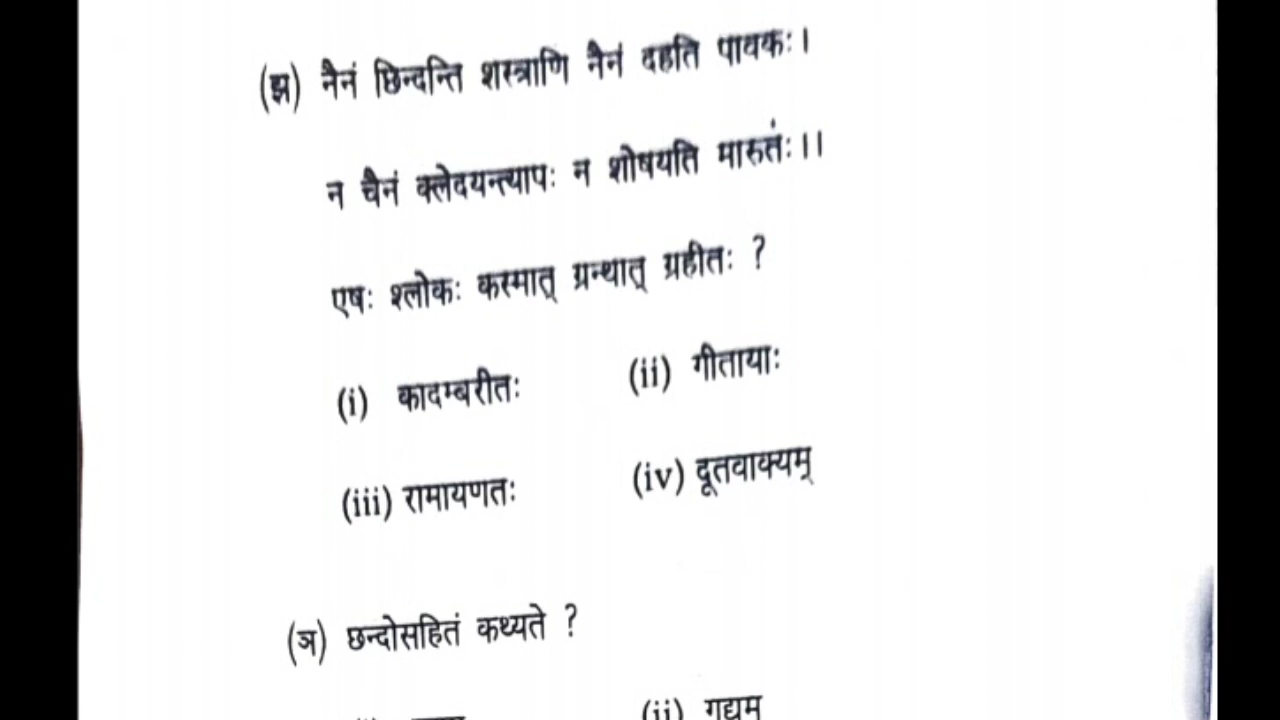 (झ) नैनं छिन्दन्ति शस्त्राणि नैनं दहति पावकः।
न चैनं क्लेदयन्त्यापः न शोषयति मारुतंः।।
एषः श्लोकः कस्मात् ग्रन्थात् ग्रहीतः ?
(i) कादम्बरीतः (ii) गीतायाः
(iii) रामायणतः (iv) दूतवाक्यम्
(ञ) छन्दोसहितं कथ्यते ?
(ii) गद्यम्